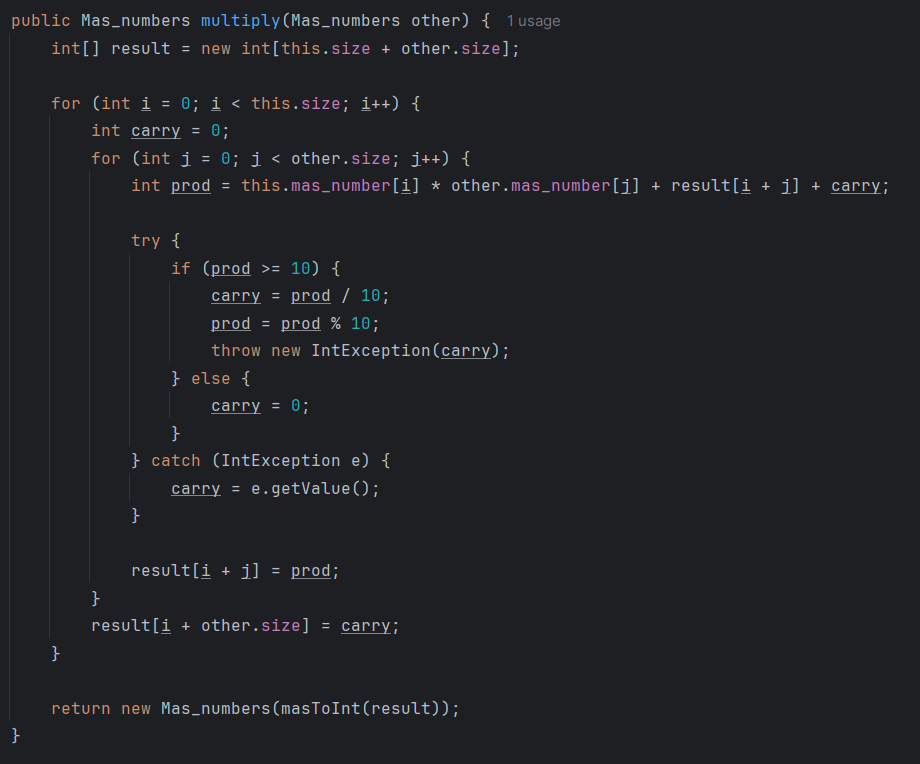 public Mas_numbers multiply(Mas_numbers other) { 1 usage
    int[] result = new int[this.size + other.size];

    for (int i = 0; i < this.size; i++) {
        int carry = 0;
        for (int j = 0; j < other.size; j++) {
            int prod = this.mas_number[i] * other.mas_number[j] + result[i + j] + carry;

            try {
                if (prod >= 10) {
                    carry = prod / 10;
                    prod = prod % 10;
                    throw new IntException(carry);
                } else {
                    carry = 0;
                }
            } catch (IntException e) {
                carry = e.getValue();
            }

            result[i + j] = prod;
        }
        result[i + other.size] = carry;
    }

    return new Mas_numbers(masToInt(result));
}